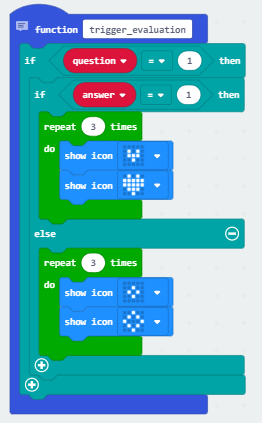 function trigger_evaluation
if question = 1 then
if answer = 1 then
repeat 3 times
do show icon
show icon
else
repeat 3 times
do show icon
show icon